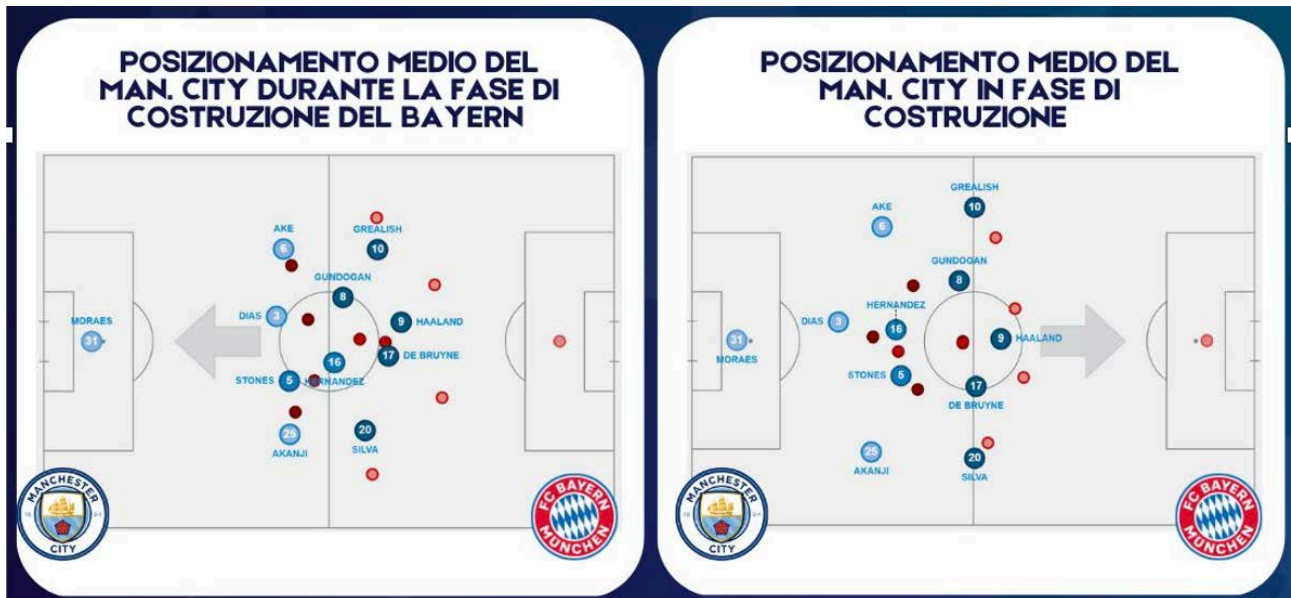 POSIZIONAMENTO MEDIO DEL
MAN. CITY DURANTE LA FASE DI
COSTRUZIONE DEL BAYERN
AKE
6
GREALISH
10
GUNDOGAN
8
DIAS
3
9
HAALAND
MORAES
31
17
DE BRUYNE
16
HERNANDEZ
STONES
5
25
AKANJI
20
SILVA
MANCHESTER
CITY
FC BAYERN
MÜNCHEN
POSIZIONAMENTO MEDIO DEL
MAN. CITY IN FASE DI
COSTRUZIONE
GREALISH
10
AKE
6
GUNDOGAN
8
HERNANDEZ
16
DIAS
3
31
MORAES
9
HAALAND
STONES
5
17
DE BRUYNE
25
AKANJI
20
SILVA
MANCHESTER
CITY
FC BAYERN
MÜNCHEN